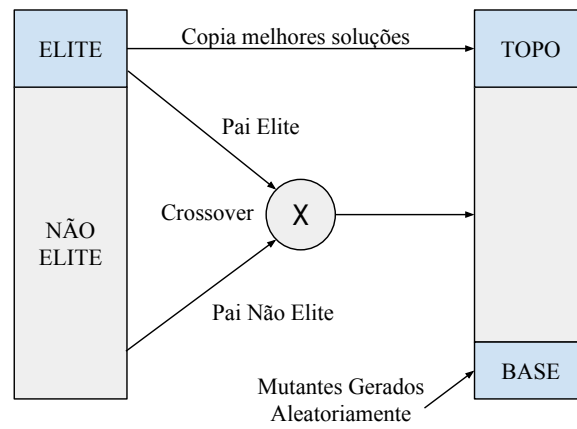 ELITE
Copia melhores soluções
TOPO
Pai Elite
Crossover
X
NÃO
ELITE
Pai Não Elite
BASE
Mutantes Gerados
Aleatoriamente